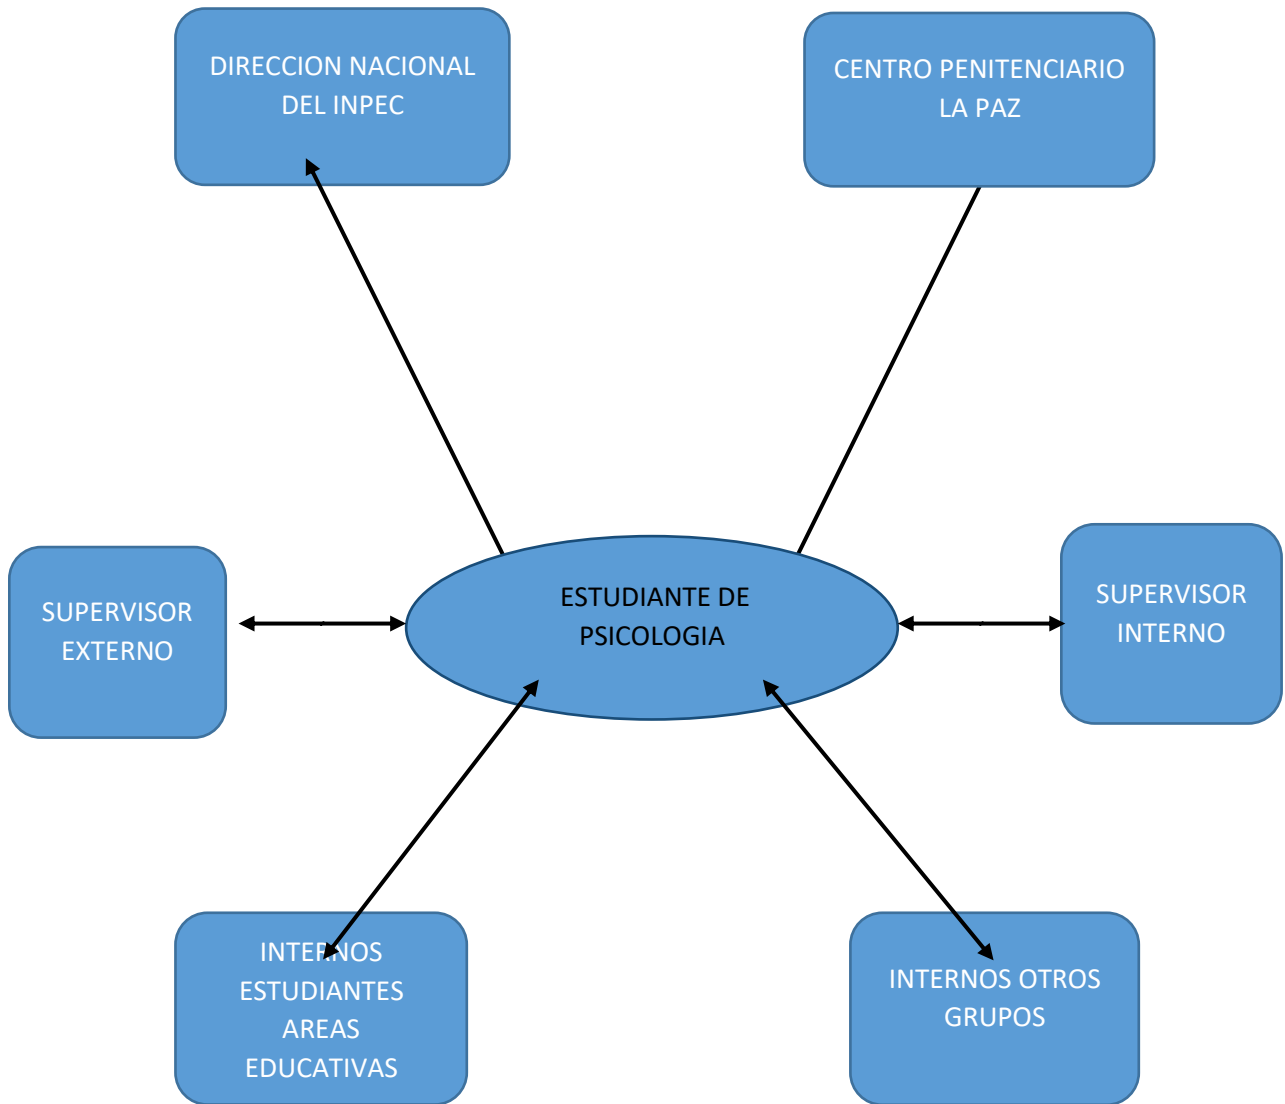 DIRECCION NACIONAL
DEL INPEC
CENTRO PENITENCIARIO
LA PAZ
SUPERVISOR
EXTERNO
ESTUDIANTE DE
PSICOLOGIA
SUPERVISOR
INTERNO
INTERNOS
ESTUDIANTES
AREAS
EDUCATIVAS
INTERNOS OTROS
GRUPOS